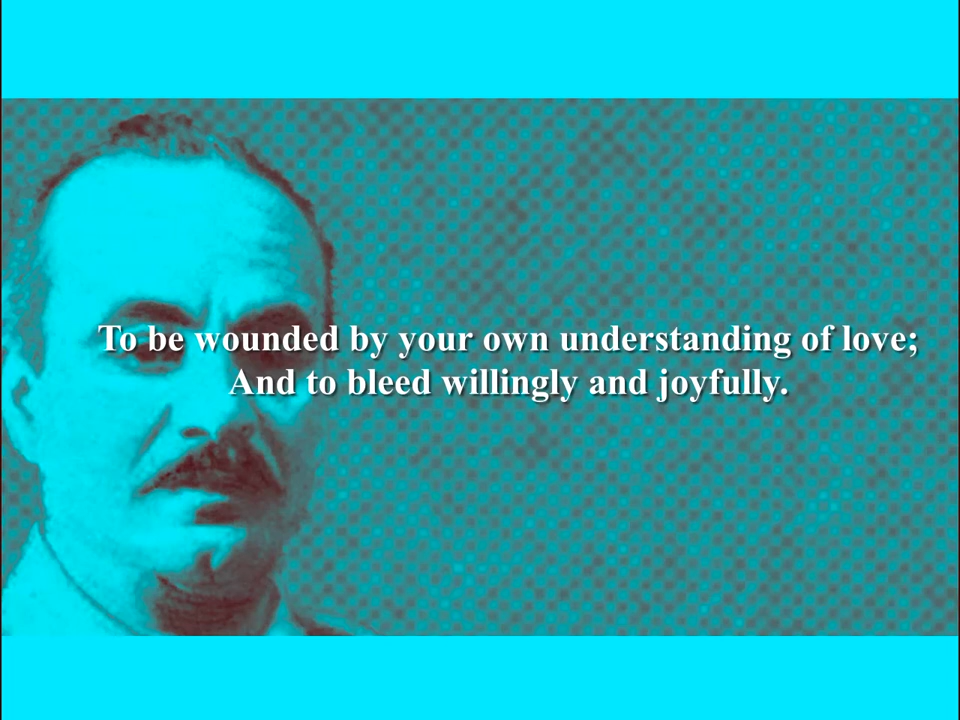 To be wounded by your own understanding of love;
And to bleed willingly and joyfully.